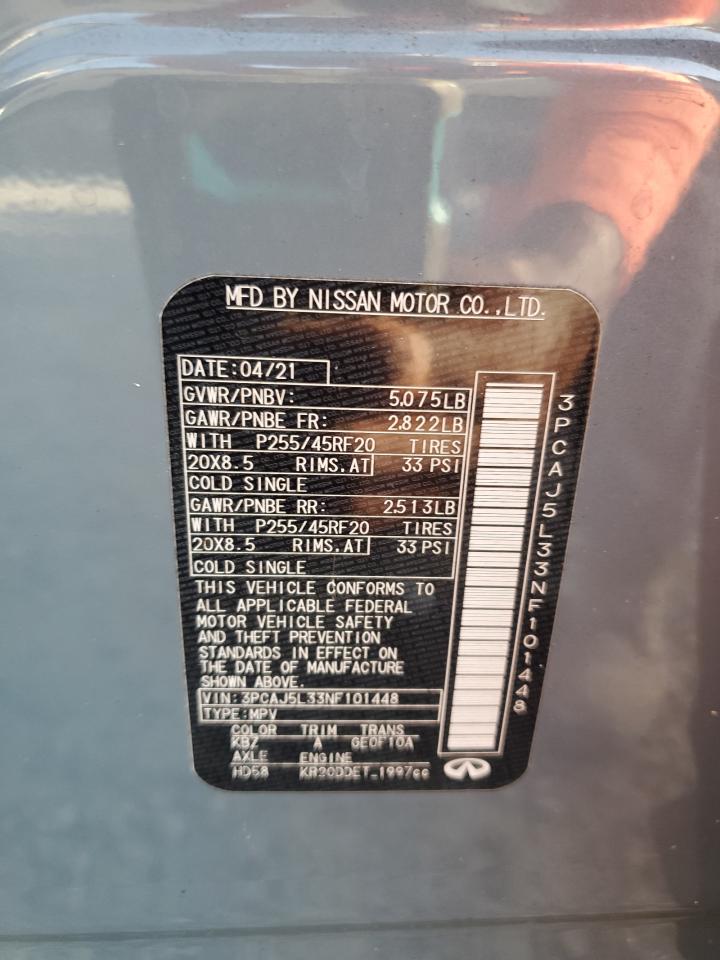 MFD BY NISSAN MOTOR CO.,LTD.
DATE:04/21
GVWR/PNBV: 5.075LB
GAWR/PNBE FR: 2.822LB
WITH P255/45RF20 TIRES
20X8.5 RIMS.AT 33 PSI
COLD SINGLE
GAWR/PNBE RR: 2.513LB
WITH P255/45RF20 TIRES
20X8.5 RIMS.AT 33 PSI
COLD SINGLE
THIS VEHICLE CONFORMS TO
ALL APPLICABLE FEDERAL
MOTOR VEHICLE SAFETY
AND THEFT PREVENTION
STANDARDS IN EFFECT ON
THE DATE OF MANUFACTURE
SHOWN ABOVE.
VIN:3PCAJ5L33NF101448
TYPE:MPV
COLOR TRIM TRANS
KBZ A GE0F10A
AXLE ENGINE
HD58 KR20DDET-1997cc
3PCAJ5L33NF101448